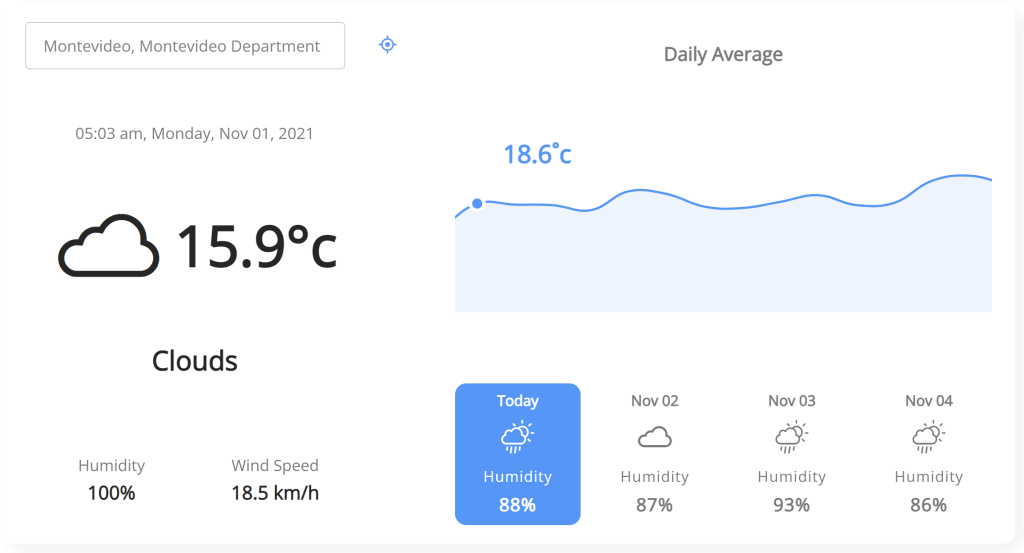 Montevideo, Montevideo Department
05:03 am, Monday, Nov 01, 2021
15.9°c
Clouds
Humidity
100%
Wind Speed
18.5 km/h
Daily Average
18.6°c
Today
Humidity
88%
Nov 02
Humidity
87%
Nov 03
Humidity
93%
Nov 04
Humidity
86%